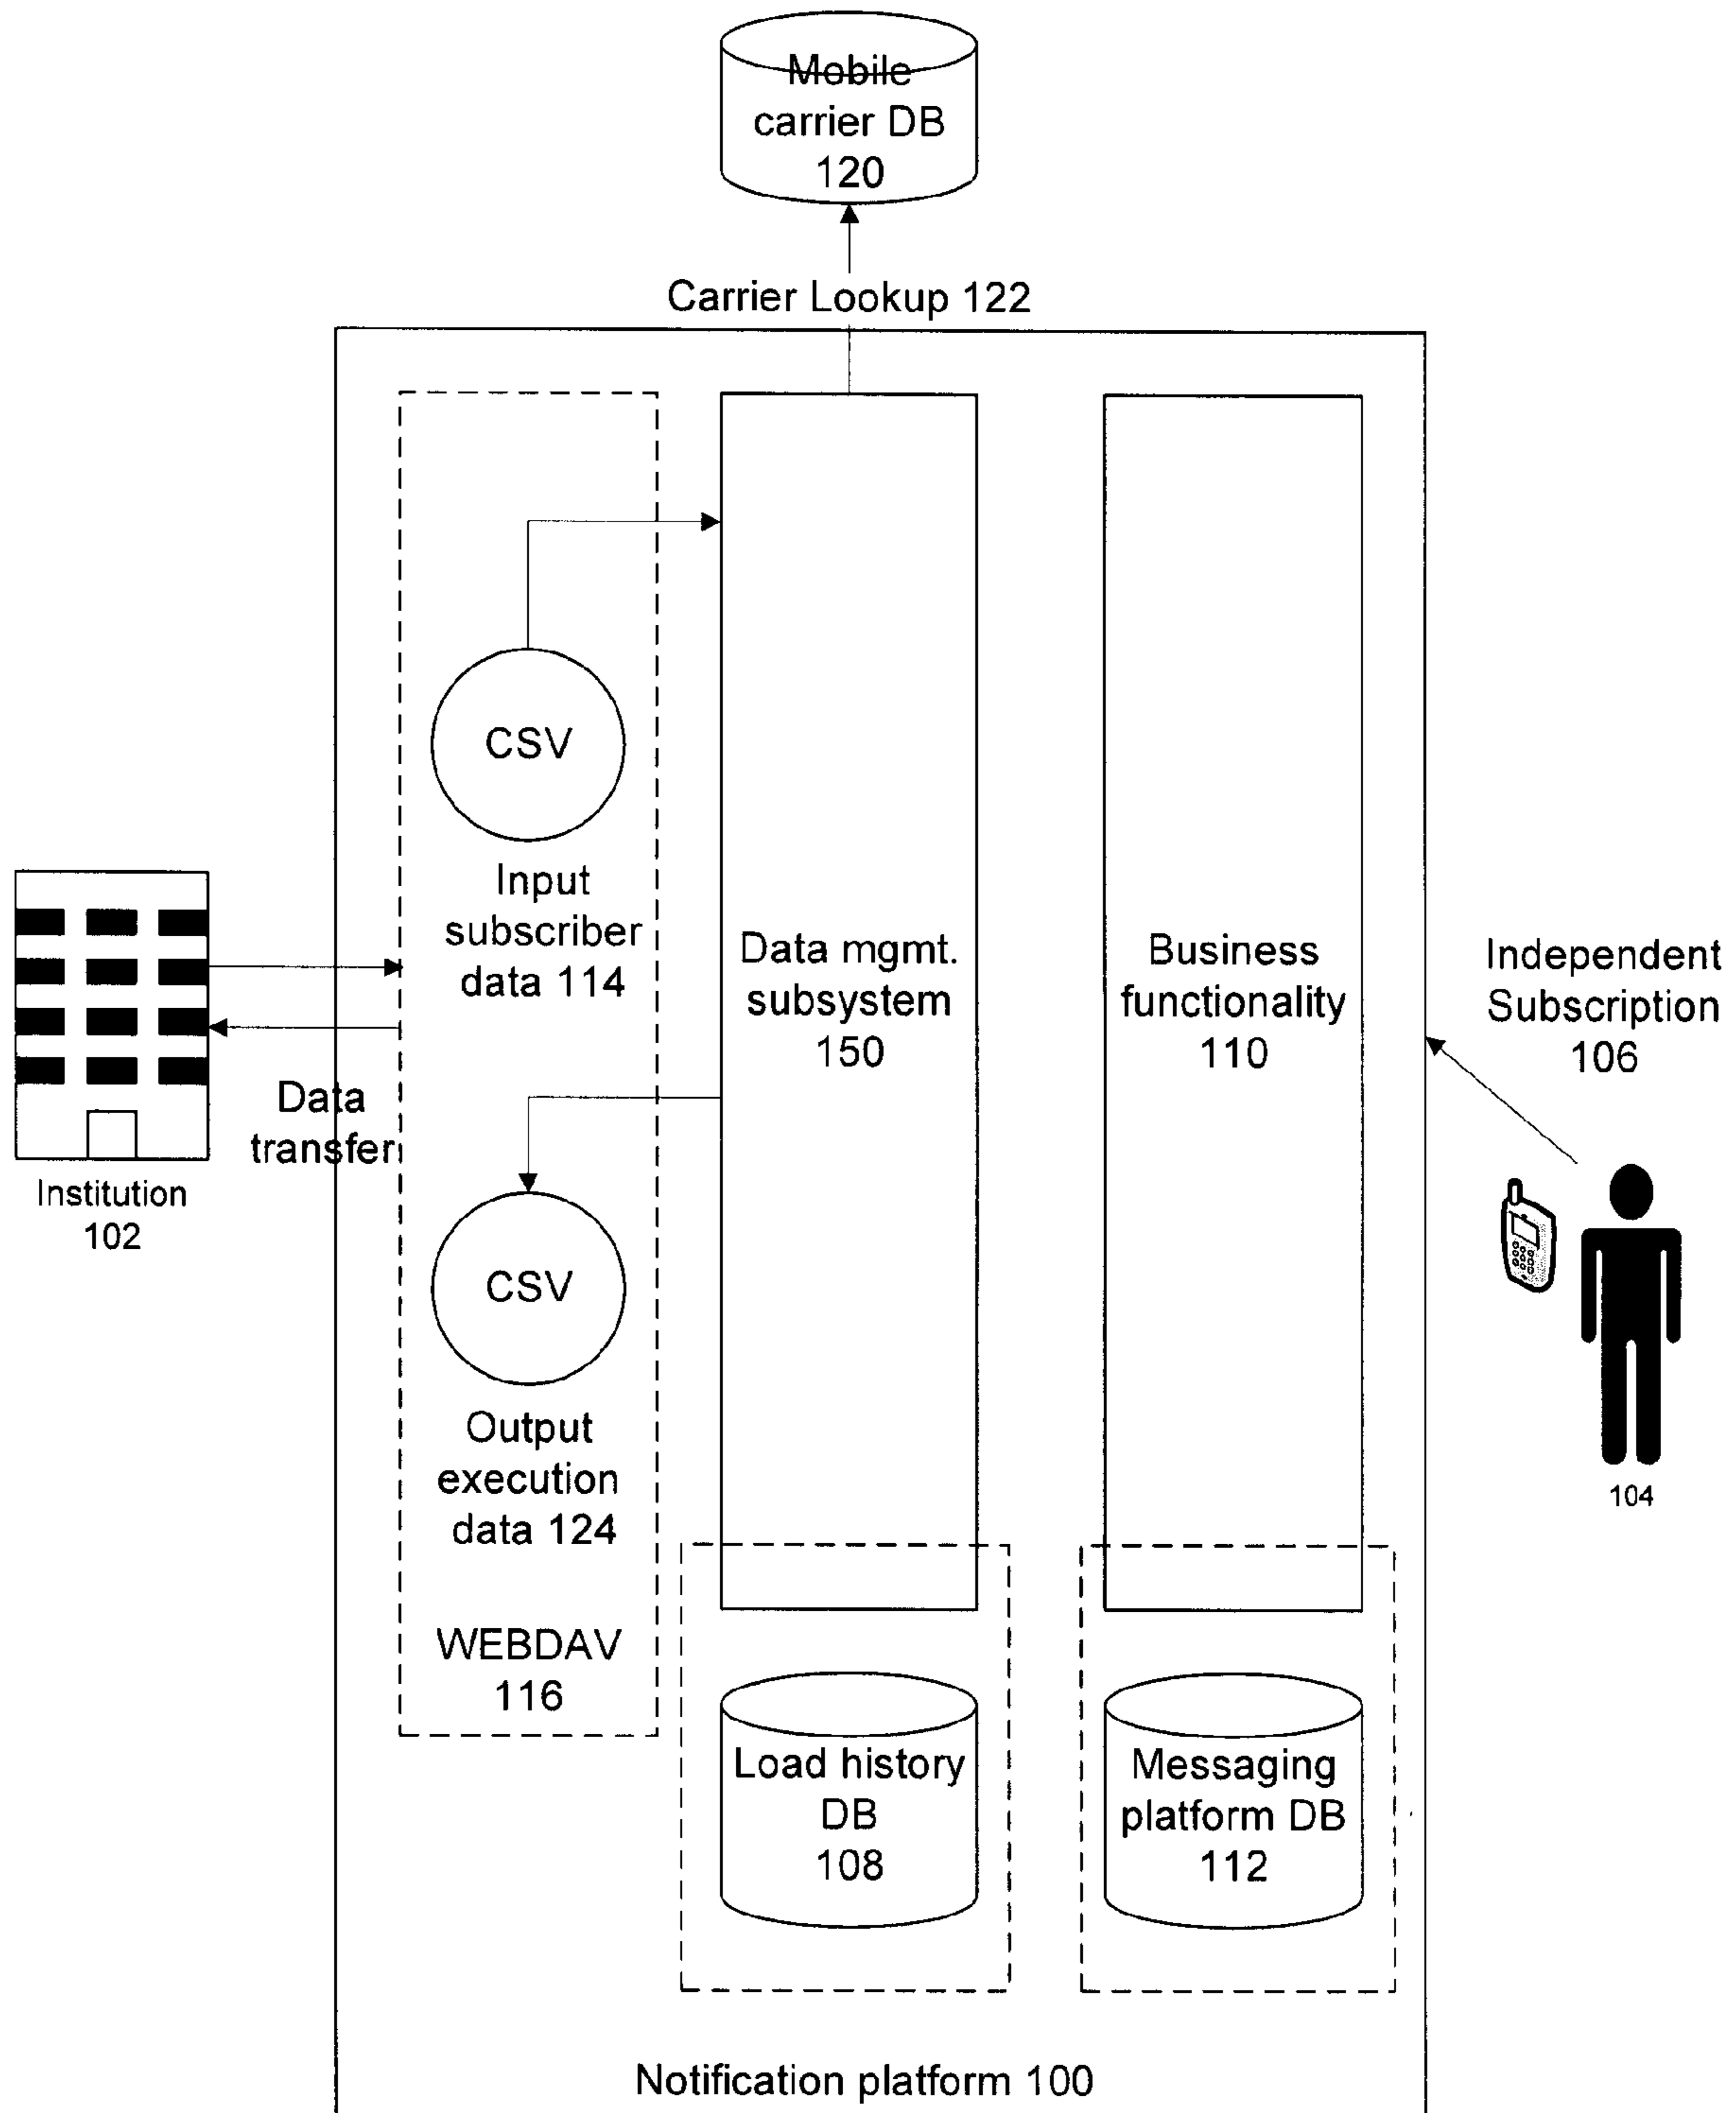 Mobile
carrier DB
120
Carrier Lookup 122
CSV
Input
subscriber
data 114
Data mgmt.
subsystem
150
Business
functionality
110
Independent
Subscription
106
Data
transfer
Institution
102
CSV
Output
execution
data 124
104
WEBDAV
116
Load history
DB
108
Messaging
platform DB
112
Notification platform 100